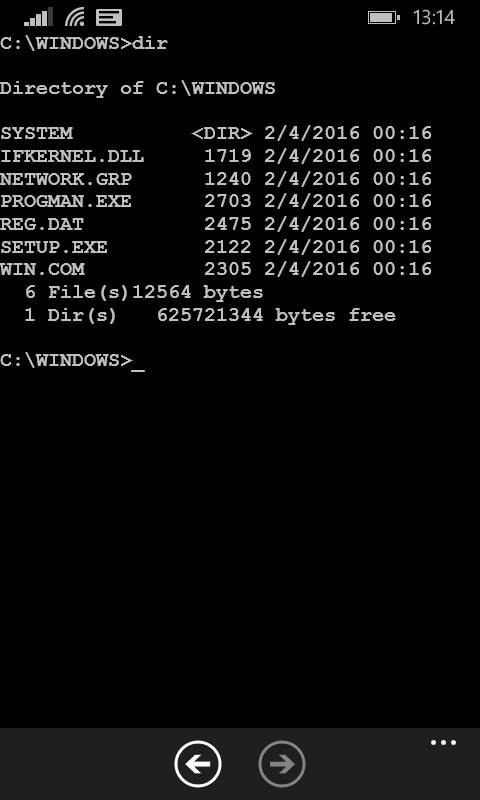 13:14
C:\WINDOWS>dir
Directory of C:\WINDOWS
SYSTEM          <DIR> 2/4/2016 00:16
IFKERNEL.DLL     1719 2/4/2016 00:16
NETWORK.GRP      1240 2/4/2016 00:16
PROGMAN.EXE      2703 2/4/2016 00:16
REG.DAT          2475 2/4/2016 00:16
SETUP.EXE        2122 2/4/2016 00:16
WIN.COM          2305 2/4/2016 00:16
  6 File(s)12564 bytes
  1 Dir(s)   625721344 bytes free
C:\WINDOWS>_